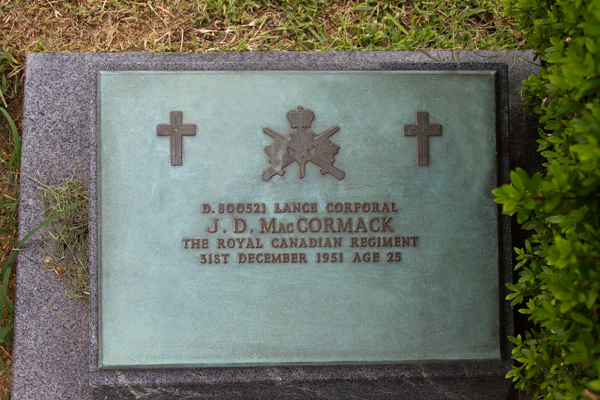 D. 800521 LANCE CORPORAL
J. D. MacCORMACK
THE ROYAL CANADIAN REGIMENT
31ST DECEMBER 1951 AGE 25